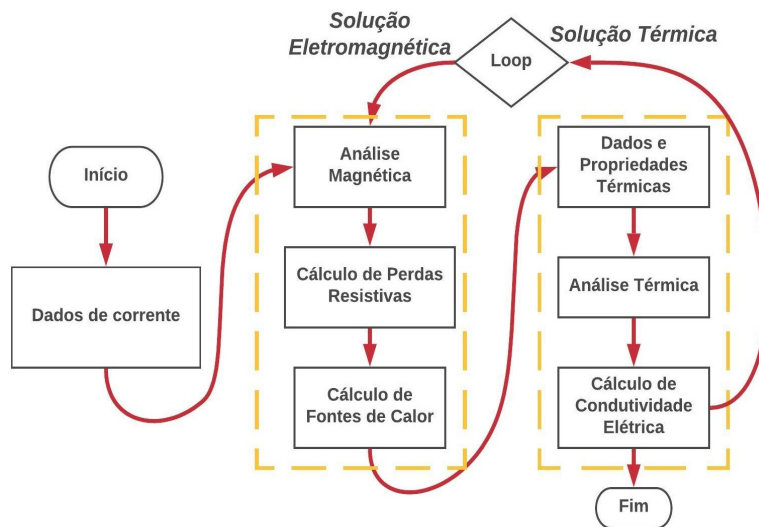 Solução
Eletromagnética
Solução Térmica
Loop
Início
Dados de corrente
Análise
Magnética
Cálculo de Perdas
Resistivas
Cálculo de
Fontes de Calor
Dados e
Propriedades
Térmicas
Análise Térmica
Cálculo de
Condutividade
Elétrica
Fim